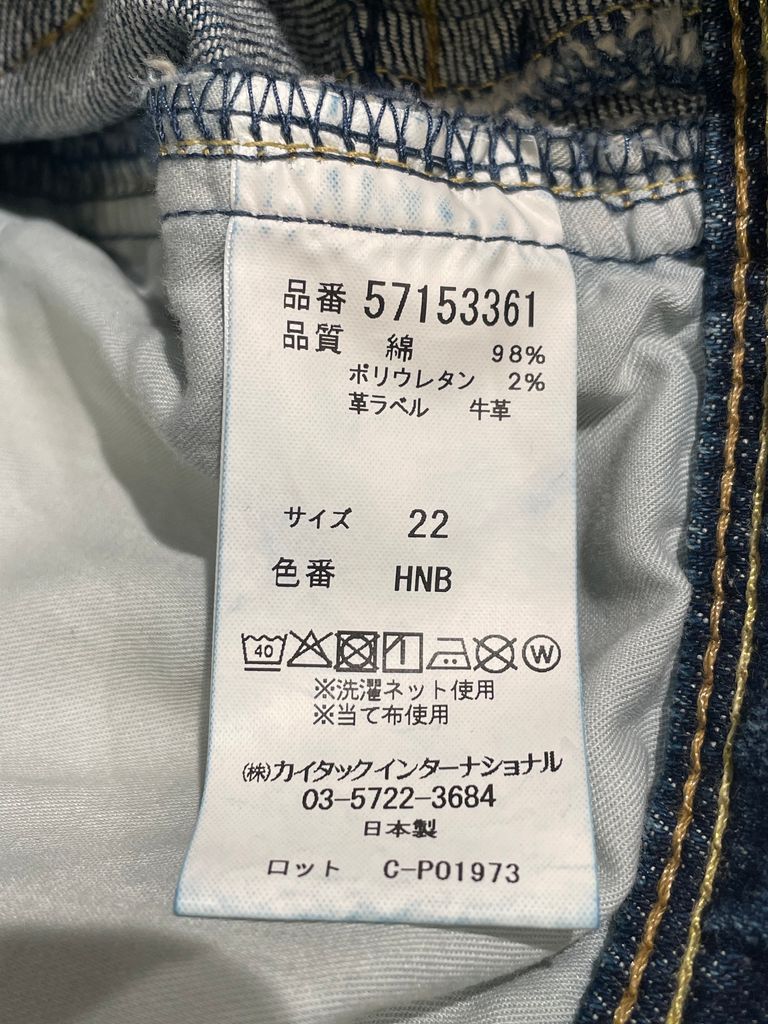 品番 57153361
品質 綿 98%
ポリウレタン 2%
革ラベル 牛革
サイズ 22
色番 HNB
40 W
※洗濯ネット使用
※当て布使用
㈱カイタックインターナショナル
03-5722-3684
日本製
ロット C-P01973